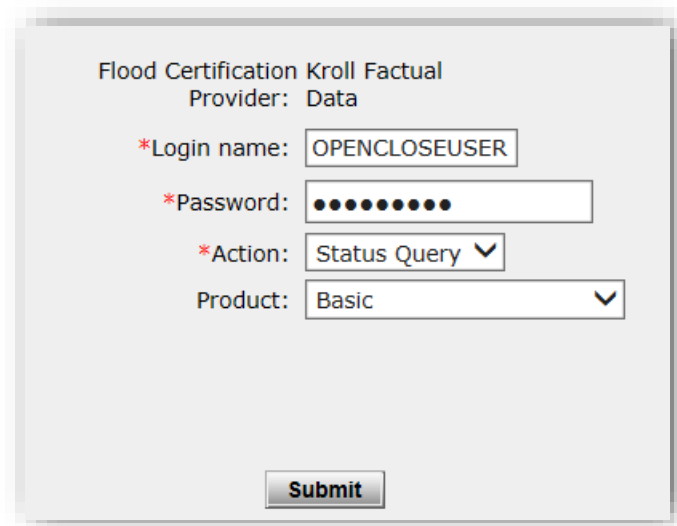 Flood Certification Kroll Factual
Provider: Data
*Login name: OPENCLOSEUSER
*Password: ●●●●●●●●●
*Action: Status Query
Product: Basic
Submit